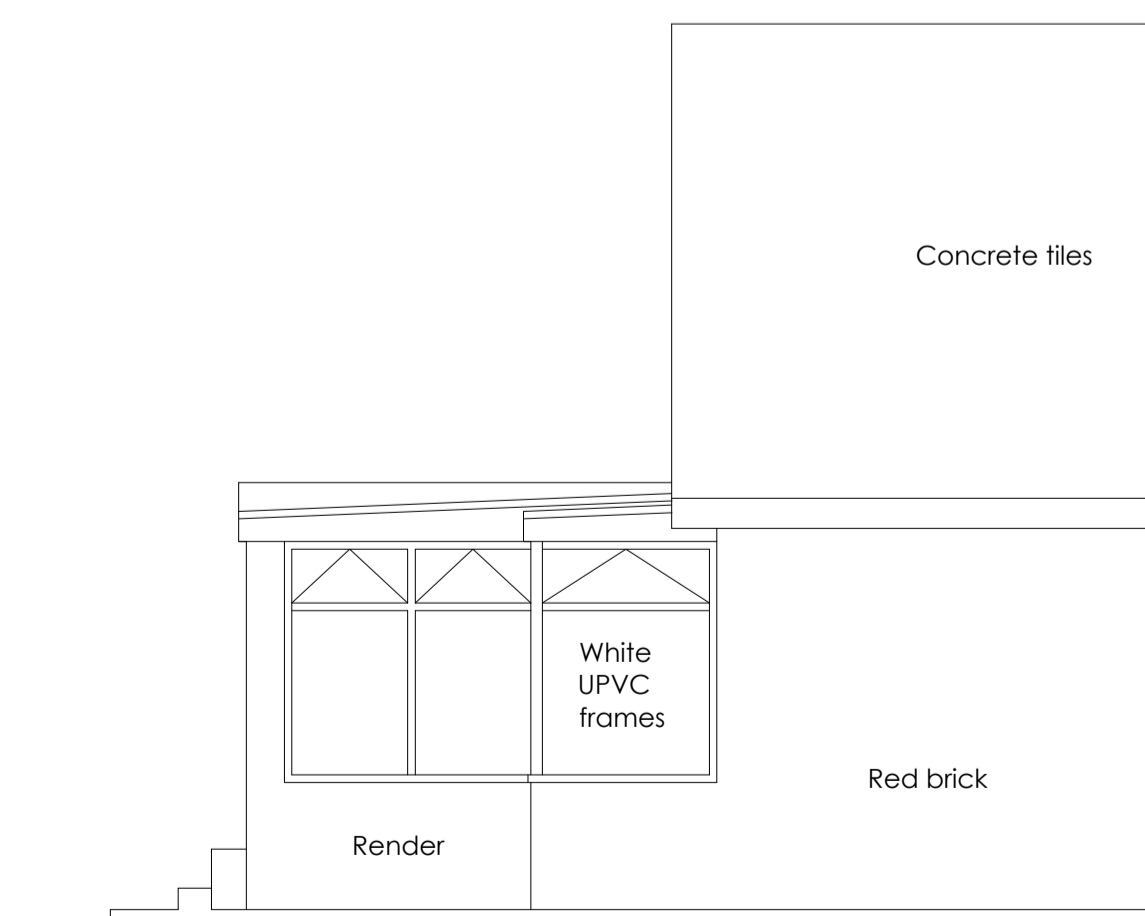 Concrete tiles
White
UPVC
frames
Red brick
Render